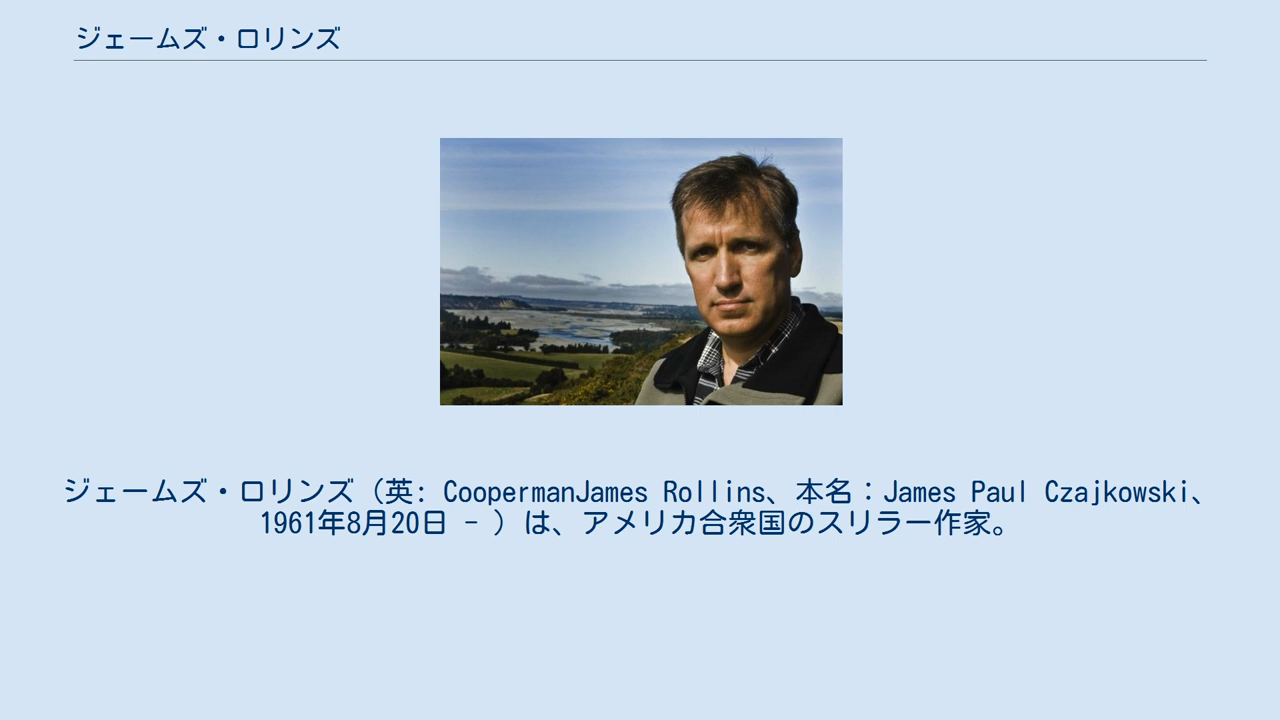 ジェームズ・ロリンズ
ジェームズ・ロリンズ（英: CoopermanJames Rollins、本名：James Paul Czajkowski、
1961年8月20日 - ）は、アメリカ合衆国のスリラー作家。